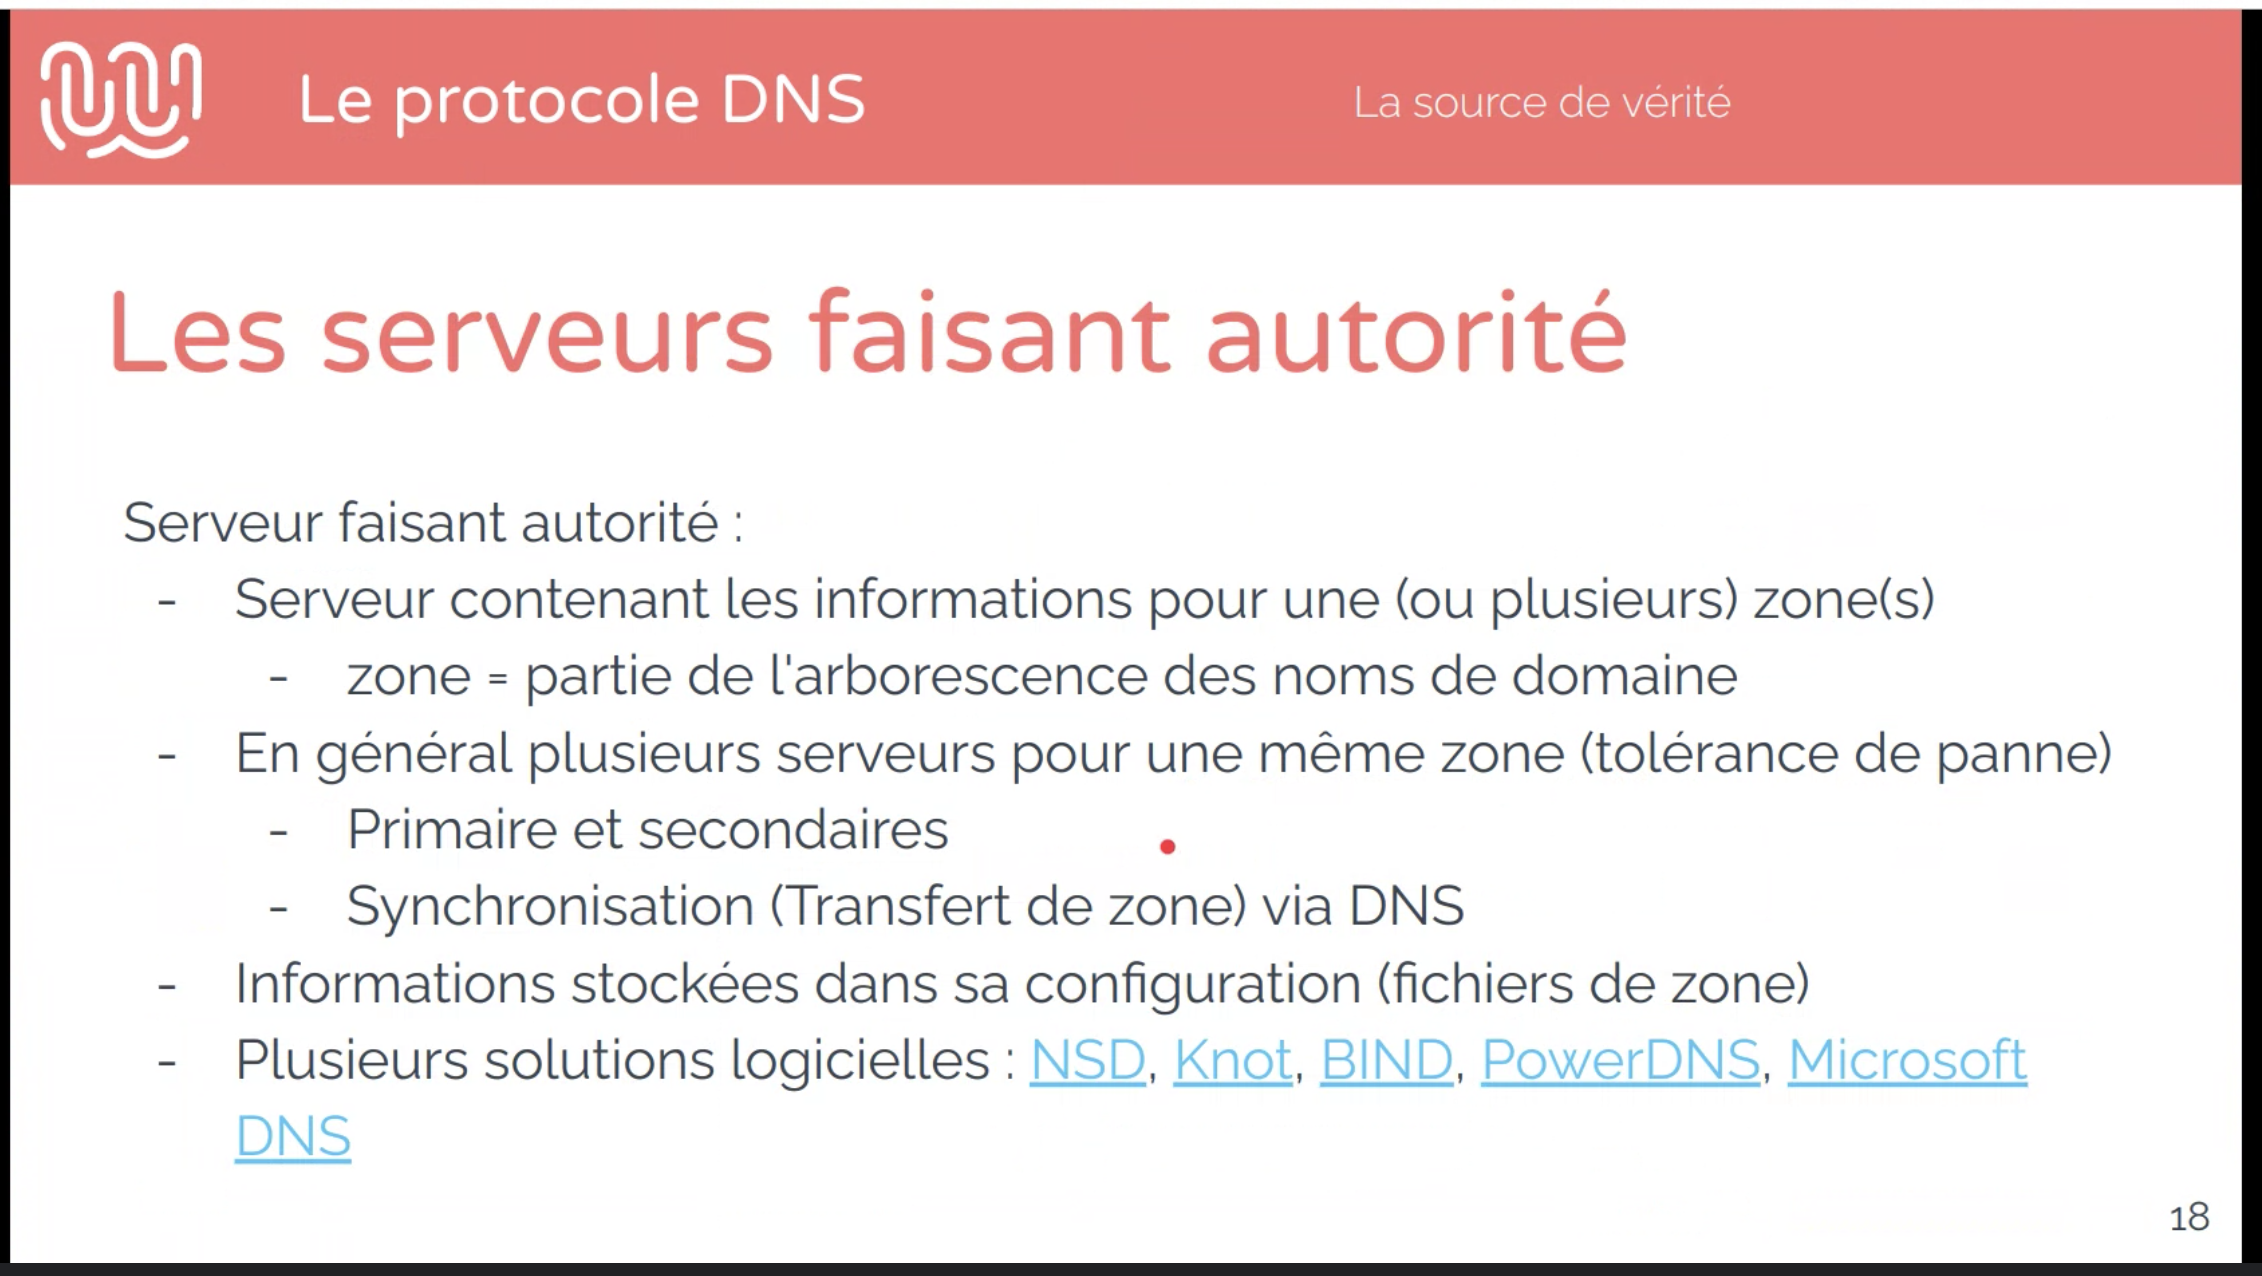 Le protocole DNS
La source de vérité
Les serveurs faisant autorité
Serveur faisant autorité :
- Serveur contenant les informations pour une (ou plusieurs) zone(s)
- zone = partie de l'arborescence des noms de domaine
- En général plusieurs serveurs pour une même zone (tolérance de panne)
- Primaire et secondaires
- Synchronisation (Transfert de zone) via DNS
- Informations stockées dans sa configuration (fichiers de zone)
- Plusieurs solutions logicielles : NSD, Knot, BIND, PowerDNS, Microsoft
DNS
18